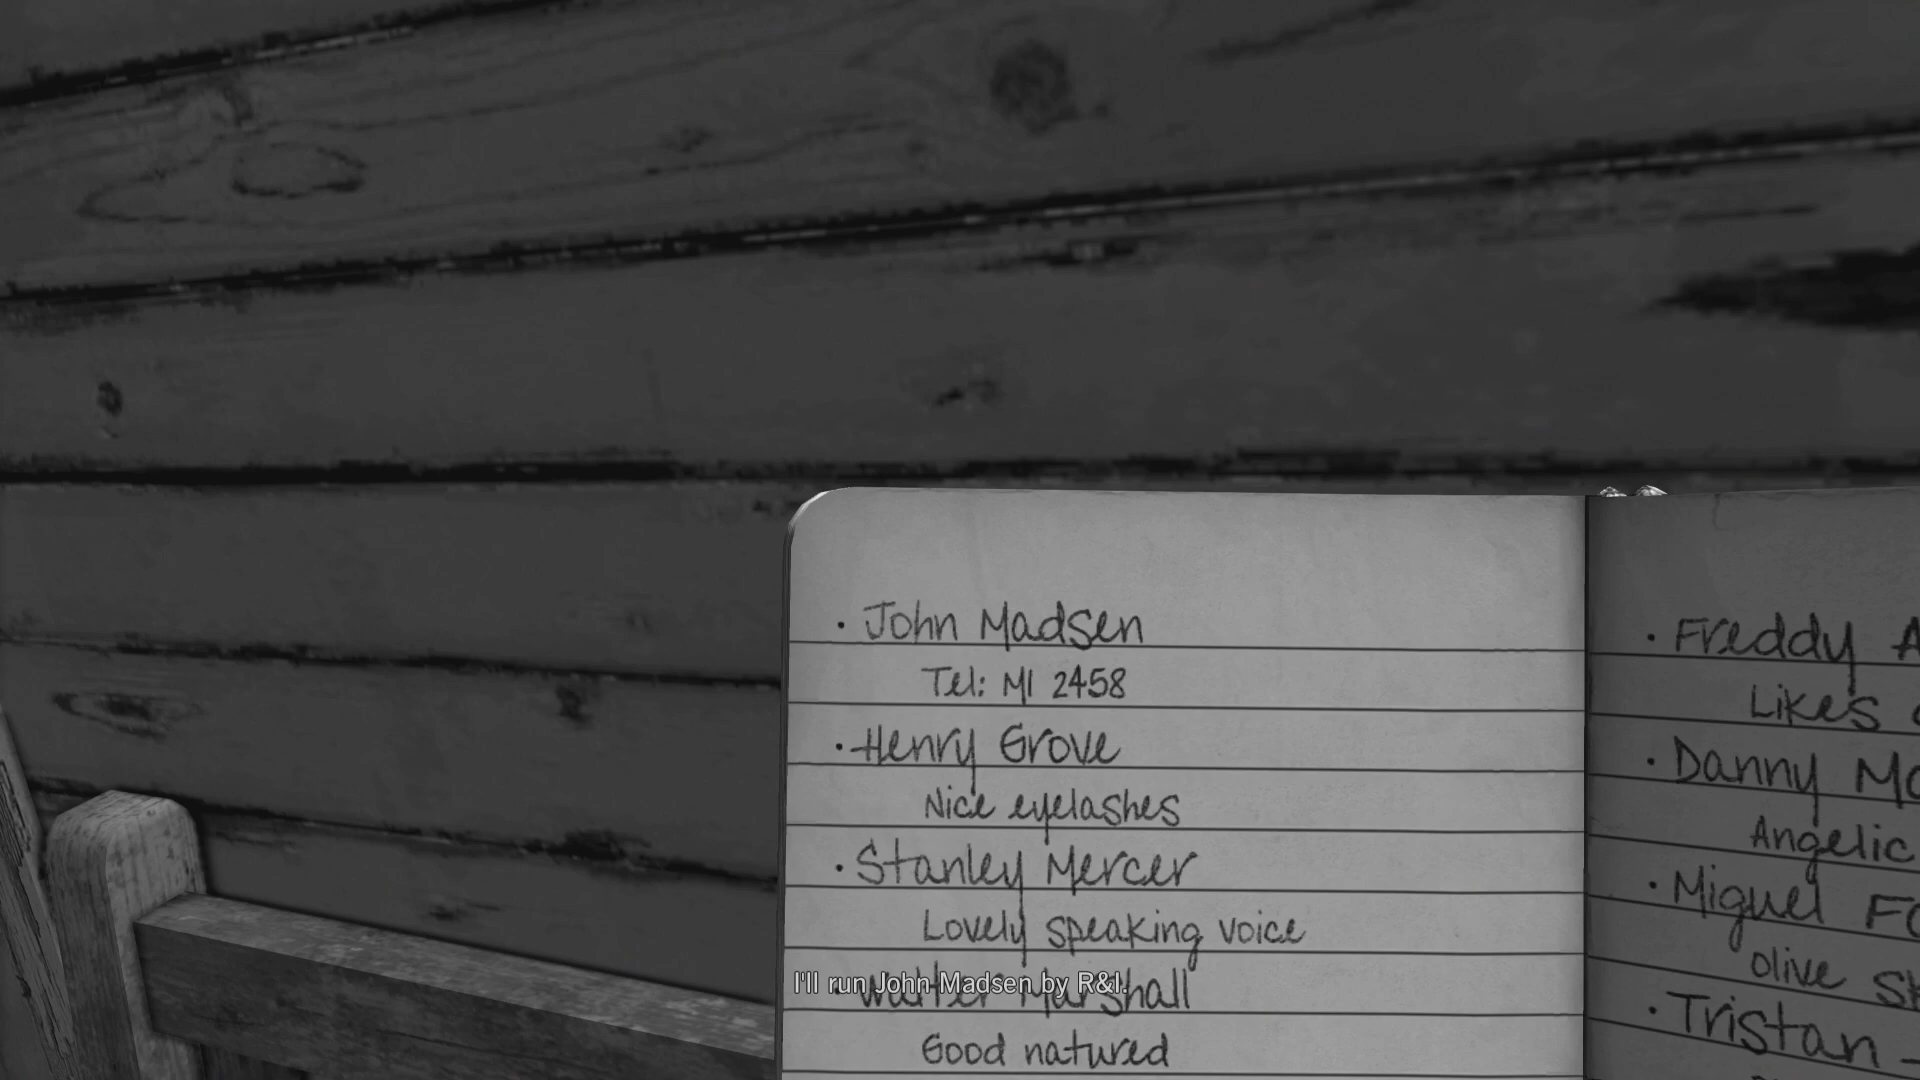 · John Madsen
Tel: MI 2458
· Henry Grove
Nice eyelashes
· Stanley Mercer
Lovely speaking voice
· Walter Marshall
Good natured
I'll run John Madsen by R&I.
· Freddy
Likes
· Danny
Angelic
· Miguel
Olive
· Tristan